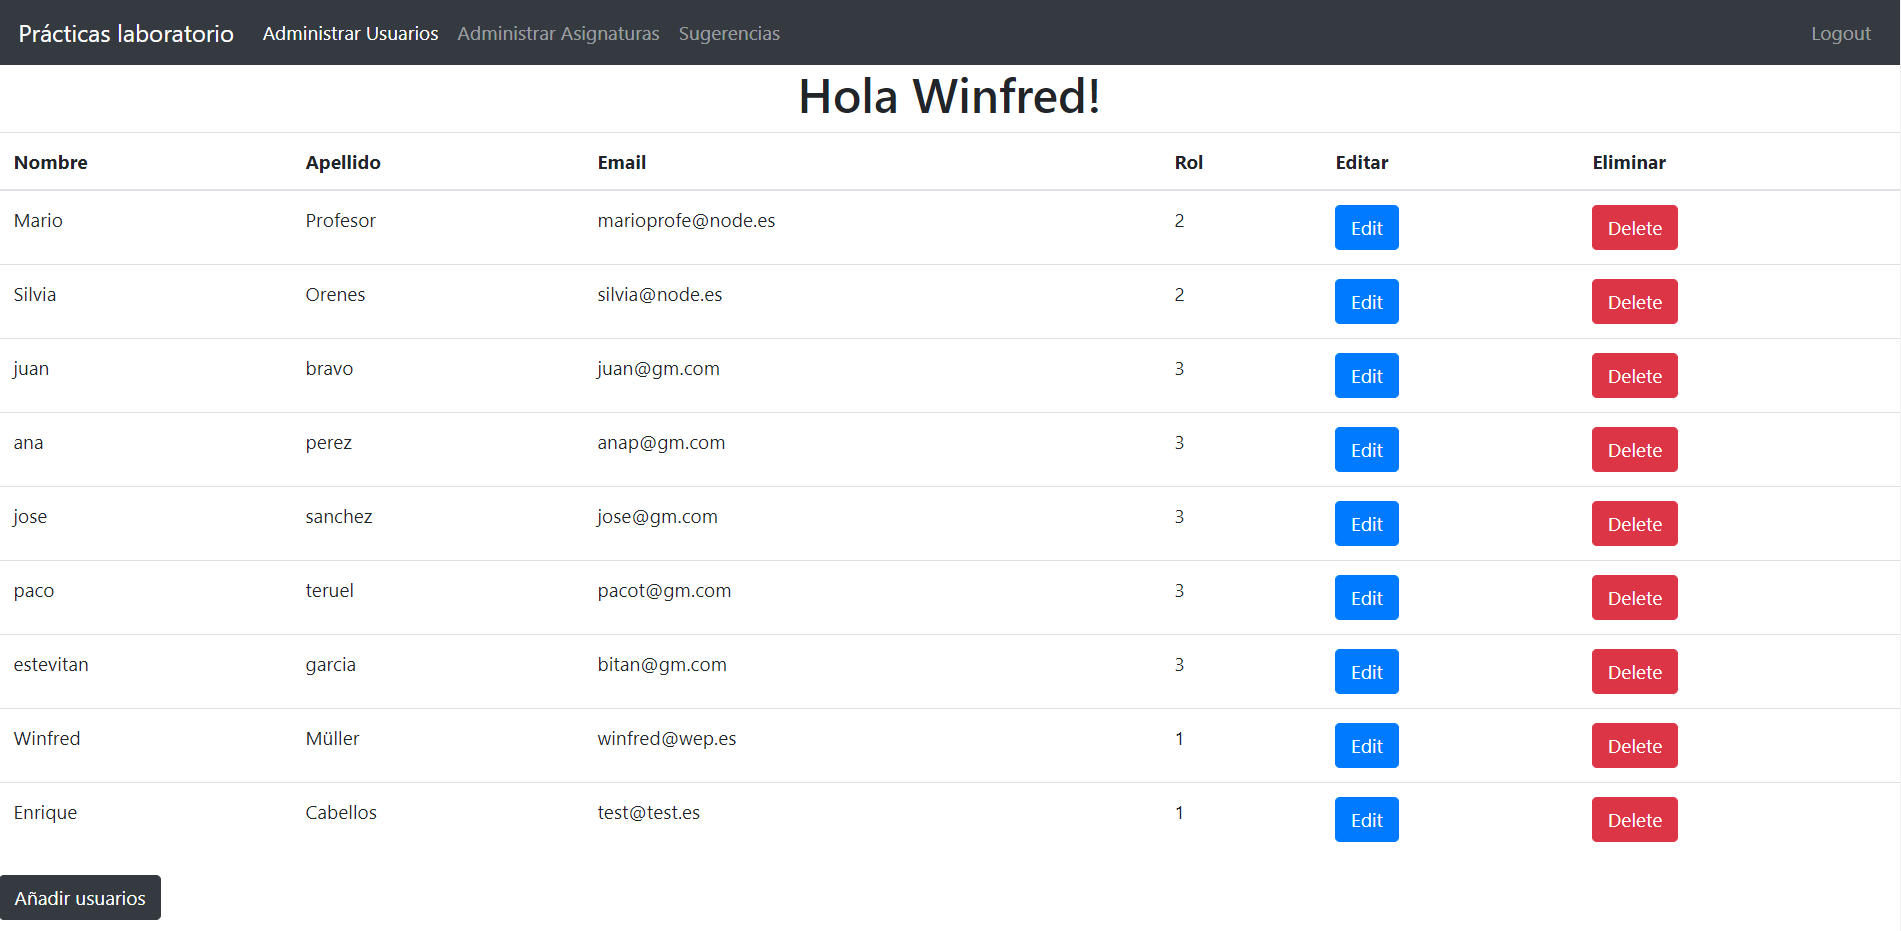 Prácticas laboratorio Administrar Usuarios Administrar Asignaturas Sugerencias Logout
Hola Winfred!
Nombre Apellido Email Rol Editar Eliminar
Mario Profesor marioprofe@node.es 2 Edit Delete
Silvia Orenes silvia@node.es 2 Edit Delete
juan bravo juan@gm.com 3 Edit Delete
ana perez anap@gm.com 3 Edit Delete
jose sanchez jose@gm.com 3 Edit Delete
paco teruel pacot@gm.com 3 Edit Delete
estevitan garcia bitan@gm.com 3 Edit Delete
Winfred Müller winfred@wep.es 1 Edit Delete
Enrique Cabellos test@test.es 1 Edit Delete
Añadir usuarios